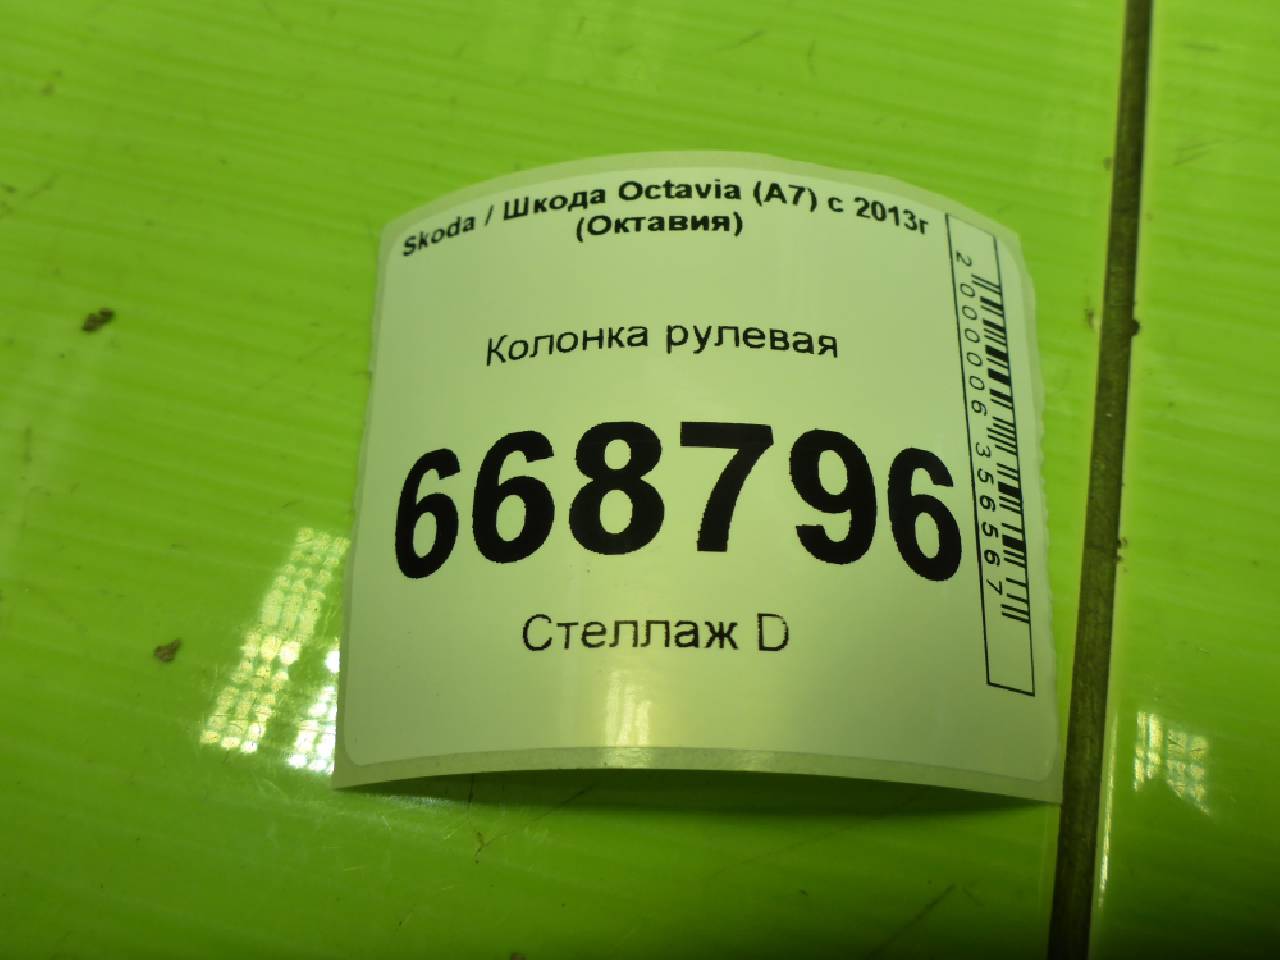 Skoda / Шкода Octavia (A7) с 2013г
(Октавия)
Колонка рулевая
668796
Стеллаж D
2000006356567